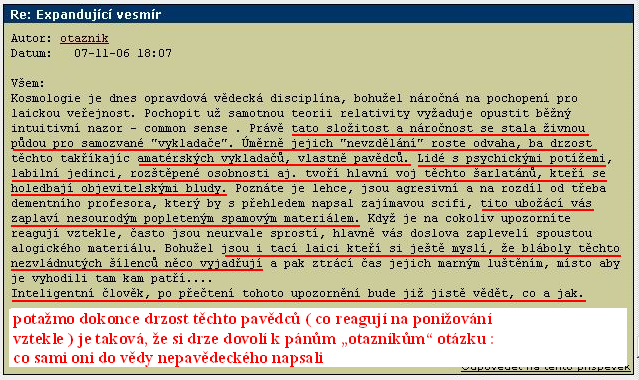 Re: Expandující vesmír
Autor: otaznik
Datum: 07-11-06 18:07
Všem:
Kosmologie je dnes opravdová vědecká disciplína, bohužel náročná na pochopení pro
laickou veřejnost. Pochopit už samotnou teorii relativity vyžaduje opustit běžný
intuitivní nazor - common sense . Právě tato složitost a náročnost se stala živnou
půdou pro samozvané "vykladače". Úměrně jejich "nevzdělání" roste odvaha, ba drzost
těchto takříkajíc amatérských vykladačů, vlastně pavědců. Lidé s psychickými potížemi,
labilní jedinci, rozštěpené osobnosti aj. tvoří hlavní voj těchto šarlatánů, kteří se
holedbají objevitelskými bludy. Poznáte je lehce, jsou agresivní a na rozdíl od třeba
dementního profesora, který by s přehledem napsal zajímavou scifi, tito ubožáci vás
zaplaví nesourodým popleteným spamovým materiálem. Když je na cokoliv upozorníte
reagují vztekle, často jsou neurvale sprostí, hlavně vás doslova zaplevelí spoustou
alogického materiálu. Bohužel jsou i tací laici kteří si ještě myslí, že bláboly těchto
nezvládnutých šílenců něco vyjadřují a pak ztrácí čas jejich marným luštěním, místo aby
je vyhodili tam kam patří....
Inteligentní člověk, po přečtení tohoto upozornění bude již jistě vědět, co a jak.
potažmo dokonce drzost těchto pavědců ( co reagují na ponižování
vztekle ) je taková, že si drze dovolí k pánům „otazníkům“ otázku :
co sami oni do vědy nepavědeckého napsali
Odpovědět na tento příspěvek